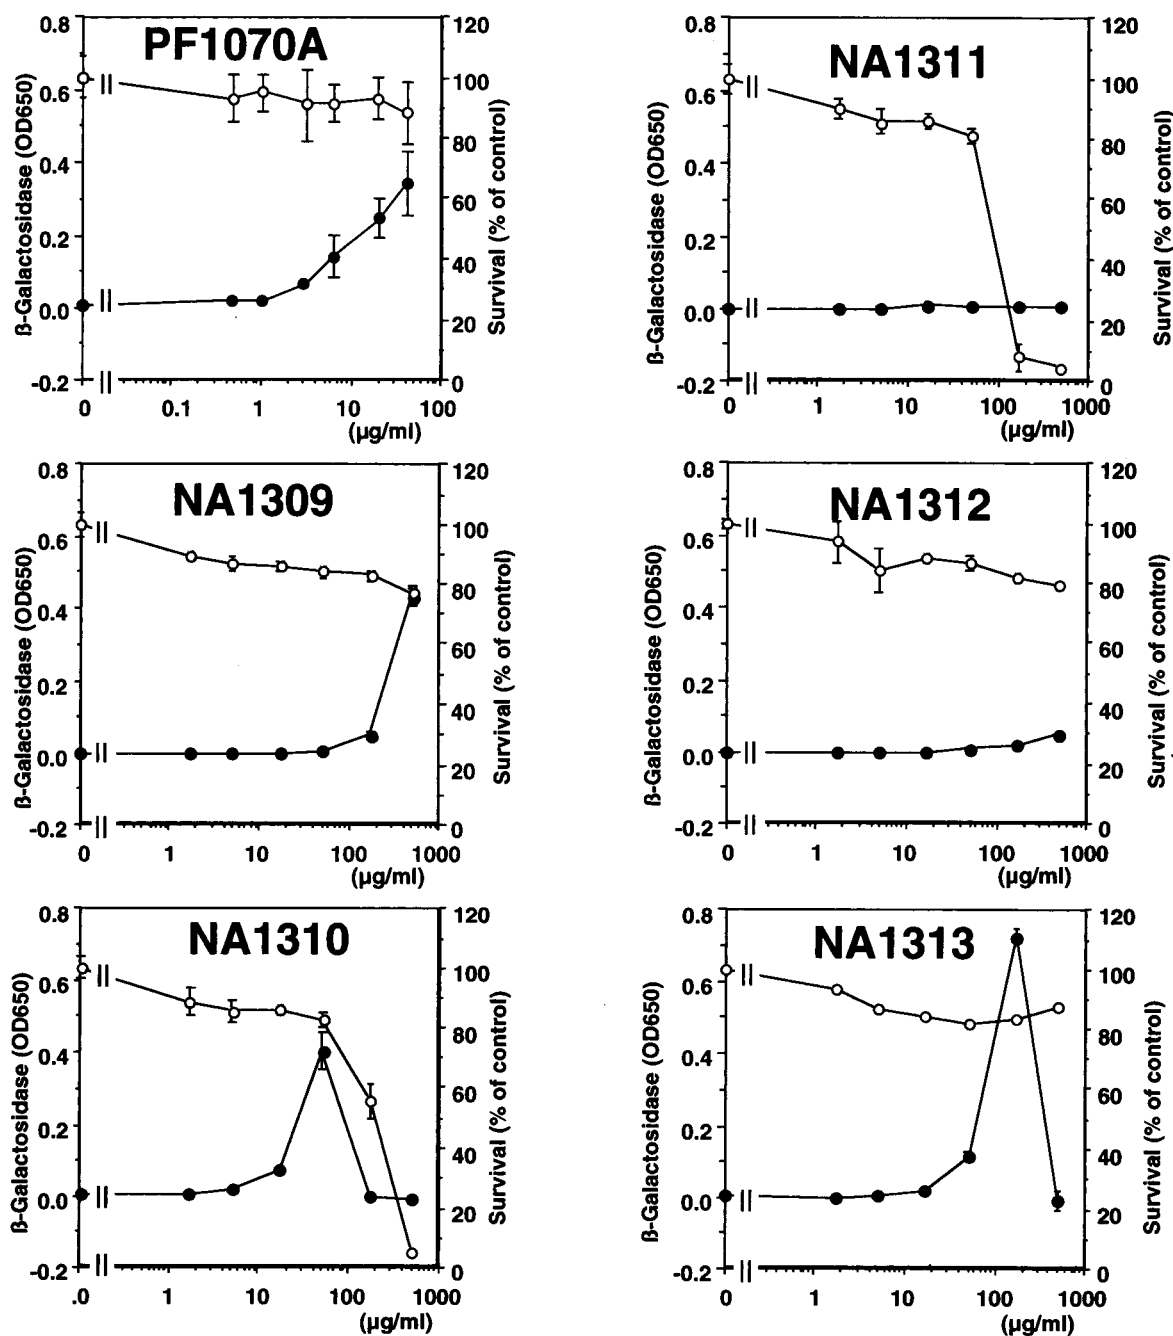 PF1070A
0.8
0.6
0.4
0.2
0.0
-0.2
ß-Galactosidase (OD650)
120
100
80
60
40
20
0
Survival (% of control)
0 0.1 1 10 100
(µg/ml)
NA1311
0.8
0.6
0.4
0.2
0.0
-0.2
ß-Galactosidase (OD650)
120
100
80
60
40
20
0
Survival (% of control)
0 1 10 100 1000
(µg/ml)
NA1309
0.8
0.6
0.4
0.2
0.0
-0.2
ß-Galactosidase (OD650)
120
100
80
60
40
20
0
Survival (% of control)
0 1 10 100 1000
(µg/ml)
NA1312
0.8
0.6
0.4
0.2
0.0
-0.2
ß-Galactosidase (OD650)
120
100
80
60
40
20
0
Survival (% of control)
0 1 10 100 1000
(µg/ml)
NA1310
0.8
0.6
0.4
0.2
0.0
-0.2
ß-Galactosidase (OD650)
120
100
80
60
40
20
0
Survival (% of control)
.0 1 10 100 1000
(µg/ml)
NA1313
0.8
0.6
0.4
0.2
0.0
-0.2
ß-Galactosidase (OD650)
120
100
80
60
40
20
0
Survival (% of control)
0 1 10 100 1000
(µg/ml)